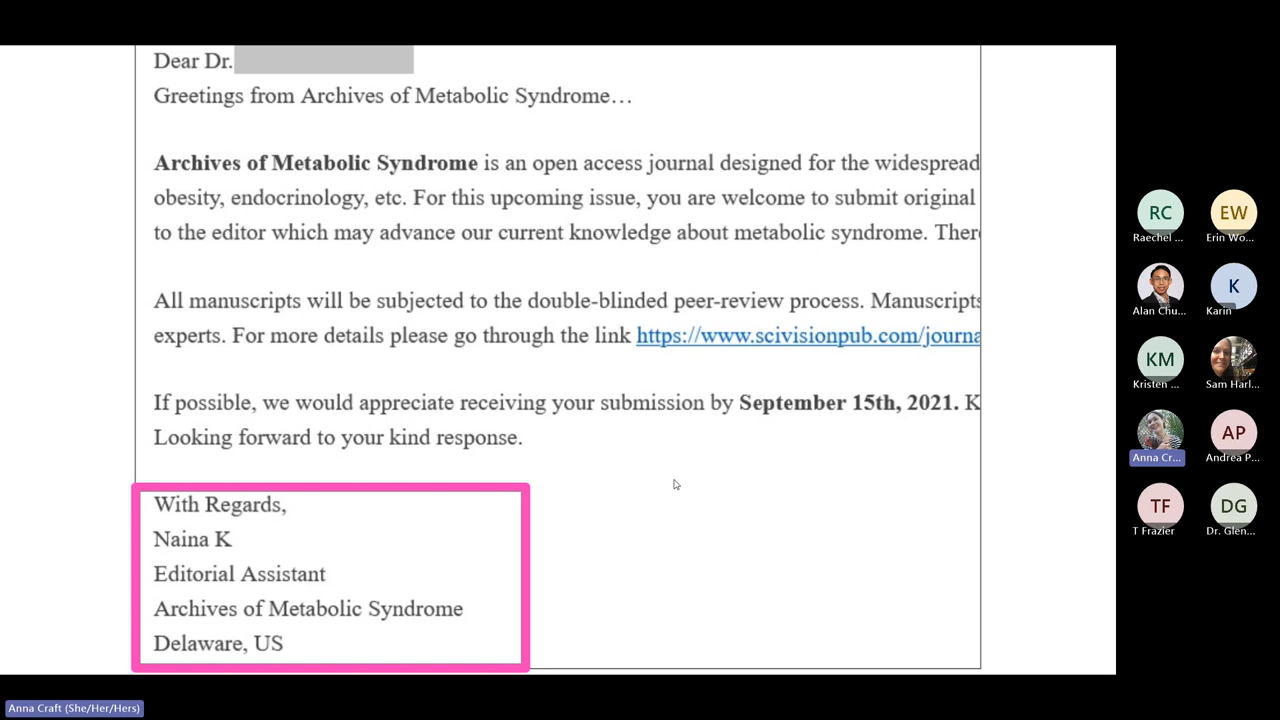 Dear Dr.
Greetings from Archives of Metabolic Syndrome…
Archives of Metabolic Syndrome is an open access journal designed for the widespread
obesity, endocrinology, etc. For this upcoming issue, you are welcome to submit original
to the editor which may advance our current knowledge about metabolic syndrome. Ther
All manuscripts will be subjected to the double-blinded peer-review process. Manuscripts
experts. For more details please go through the link https://www.scivisionpub.com/journa
If possible, we would appreciate receiving your submission by September 15th, 2021. K
Looking forward to your kind response.
With Regards,
Naina K
Editorial Assistant
Archives of Metabolic Syndrome
Delaware, US
RC
Raechel ...
EW
Erin Wo...
Alan Chu...
K
Karin
KM
Kristen ...
Sam Harl...
Anna Cr...
AP
Andrea P...
TF
T Frazier
DG
Dr. Glen...
Anna Craft (She/Her/Hers)